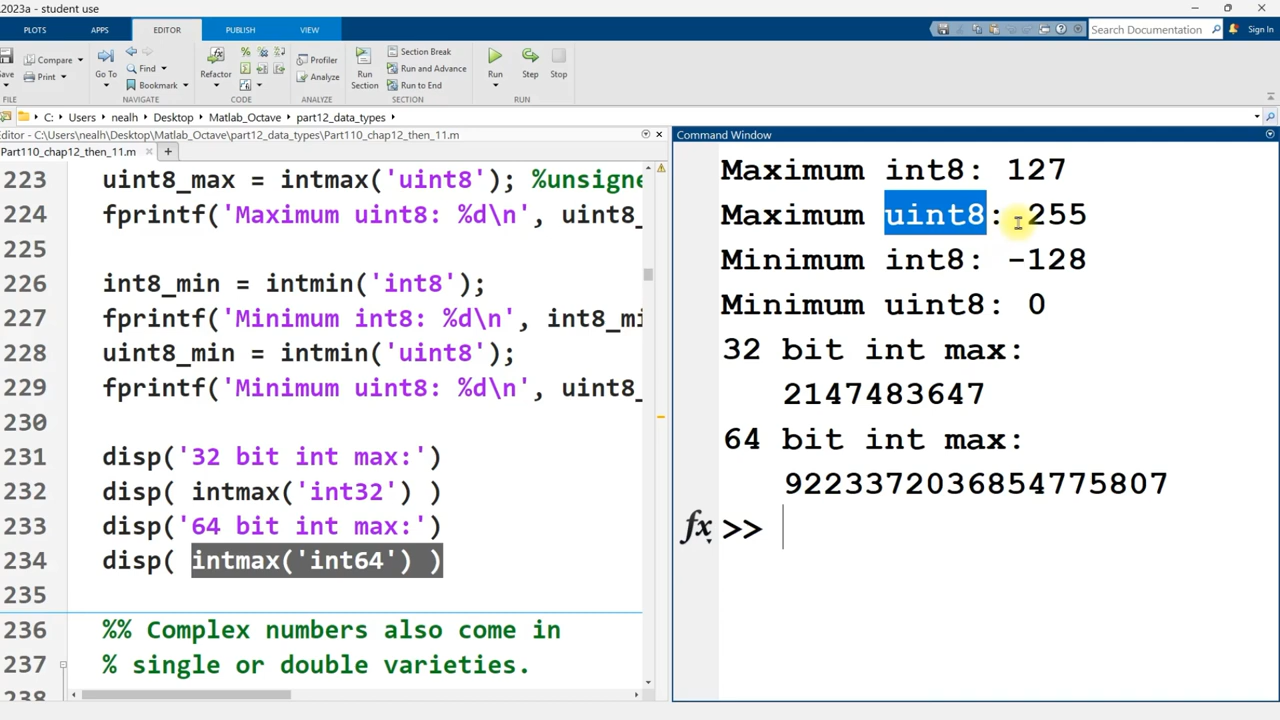 2023a - student use
PLOTS APPS EDITOR PUBLISH VIEW
Search Documentation
Sign In
Compare
Print
FILE
Go To
Find
Bookmark
NAVIGATE
Refactor
CODE
Profiler
Analyze
ANALYZE
Run
Section
Section Break
Run and Advance
Run to End
SECTION
Run
Step
Stop
RUN
C: Users nealh Desktop Matlab_Octave part12_data_types
Editor - C:\Users\nealh\Desktop\Matlab_Octave\part12_data_types\Part110_chap12_then_11.m
Part110_chap12_then_11.m
223 uint8_max = intmax('uint8'); %unsigne
224 fprintf('Maximum uint8: %d\n', uint8_
225
226 int8_min = intmin('int8');
227 fprintf('Minimum int8: %d\n', int8_mi
228 uint8_min = intmin('uint8');
229 fprintf('Minimum uint8: %d\n', uint8_
230
231 disp('32 bit int max:')
232 disp( intmax('int32') )
233 disp('64 bit int max:')
234 disp( intmax('int64') )
235
236 %% Complex numbers also come in
237 % single or double varieties.
238
Command Window
Maximum int8: 127
Maximum uint8: 255
Minimum int8: -128
Minimum uint8: 0
32 bit int max:
2147483647
64 bit int max:
9223372036854775807
fx >>